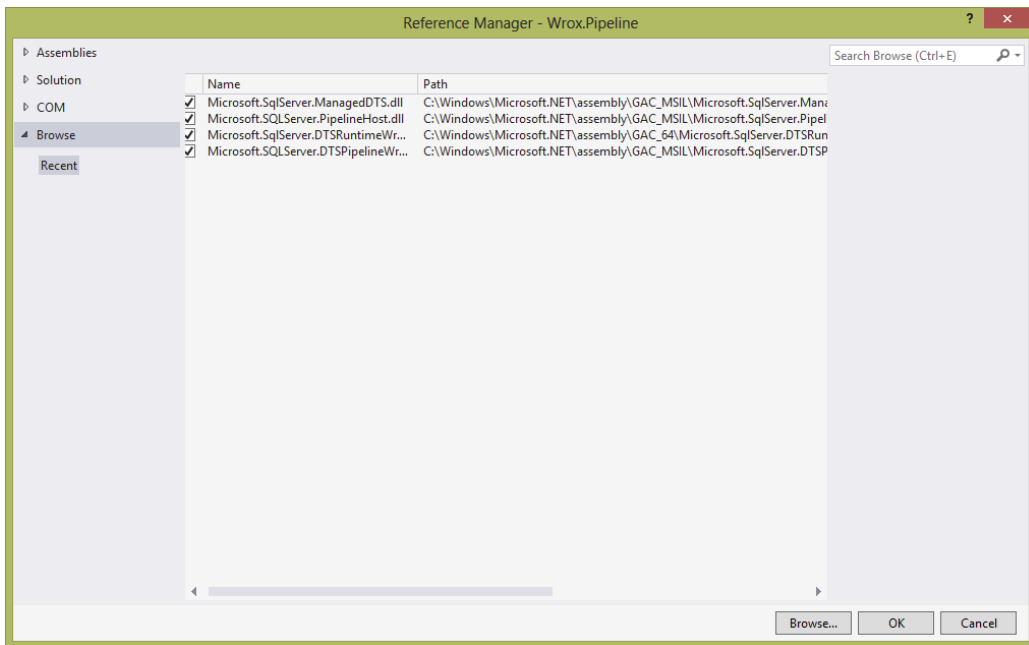 Reference Manager - Wrox.Pipeline
? ×
Assemblies
Solution
COM
Browse
Recent
Search Browse (Ctrl+E)
Name Path
Microsoft.SqlServer.ManagedDTS.dll C:\Windows\Microsoft.NET\assembly\GAC_MSIL\Microsoft.SqlServer.Mana
Microsoft.SQLServer.PipelineHost.dll C:\Windows\Microsoft.NET\assembly\GAC_MSIL\Microsoft.SqlServer.Pipel
Microsoft.SqlServer.DTSRuntimeWr... C:\Windows\Microsoft.NET\assembly\GAC_64\Microsoft.SqlServer.DTSRun
Microsoft.SQLServer.DTSPipelineWr... C:\Windows\Microsoft.NET\assembly\GAC_MSIL\Microsoft.SqlServer.DTSP
Browse... OK Cancel